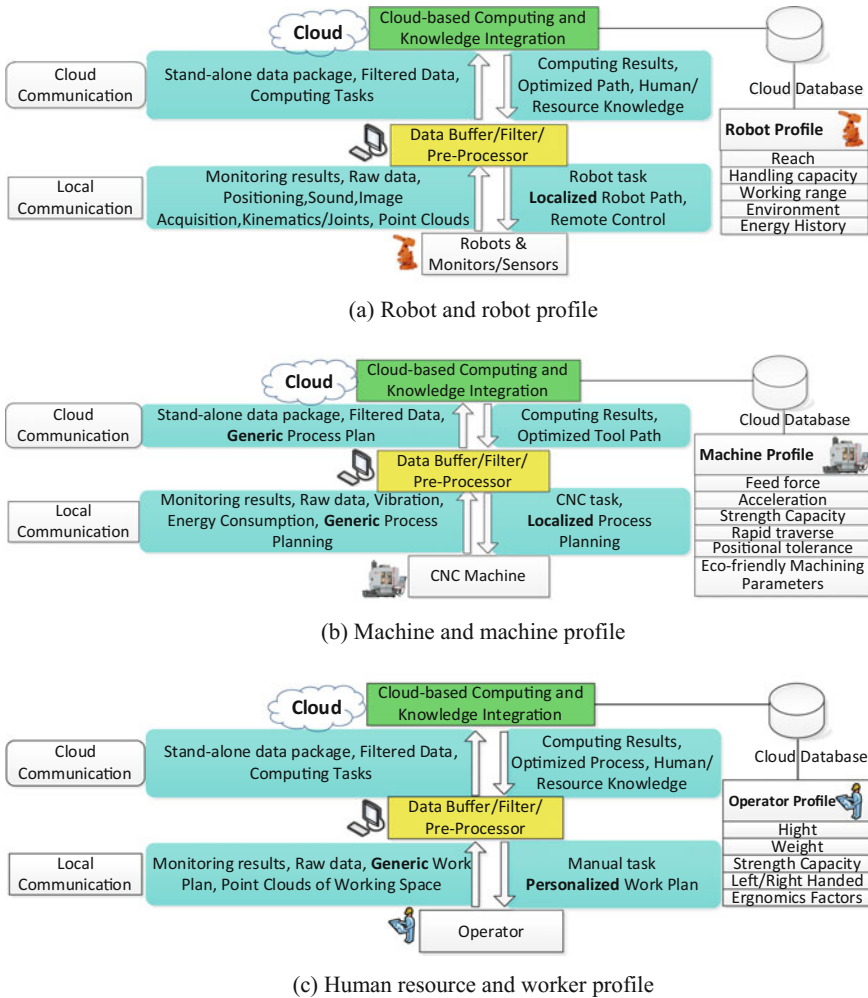 Cloud
Cloud-based Computing and
Knowledge Integration
Cloud
Communication
Stand-alone data package, Filtered Data,
Computing Tasks
Computing Results,
Optimized Path, Human/
Resource Knowledge
Cloud Database
Data Buffer/Filter/
Pre-Processor
Local
Communication
Monitoring results, Raw data,
Positioning,Sound,Image
Acquisition,Kinematics/Joints, Point Clouds
Robot task
Localized Robot Path,
Remote Control
Robots &
Monitors/Sensors
Robot Profile
Reach
Handling capacity
Working range
Environment
Energy History
(a) Robot and robot profile
Cloud
Cloud-based Computing and
Knowledge Integration
Cloud
Communication
Stand-alone data package, Filtered Data,
Generic Process Plan
Computing Results,
Optimized Tool Path
Cloud Database
Data Buffer/Filter/
Pre-Processor
Local
Communication
Monitoring results, Raw data, Vibration,
Energy Consumption, Generic Process
Planning
CNC task,
Localized Process
Planning
CNC Machine
Machine Profile
Feed force
Acceleration
Strength Capacity
Rapid traverse
Positional tolerance
Eco-friendly Machining
Parameters
(b) Machine and machine profile
Cloud
Cloud-based Computing and
Knowledge Integration
Cloud
Communication
Stand-alone data package, Filtered Data,
Computing Tasks
Computing Results,
Optimized Process, Human/
Resource Knowledge
Cloud Database
Data Buffer/Filter/
Pre-Processor
Local
Communication
Monitoring results, Raw data, Generic Work
Plan, Point Clouds of Working Space
Manual task
Personalized Work Plan
Operator
Operator Profile
Hight
Weight
Strength Capacity
Left/Right Handed
Ergnomics Factors
(c) Human resource and worker profile